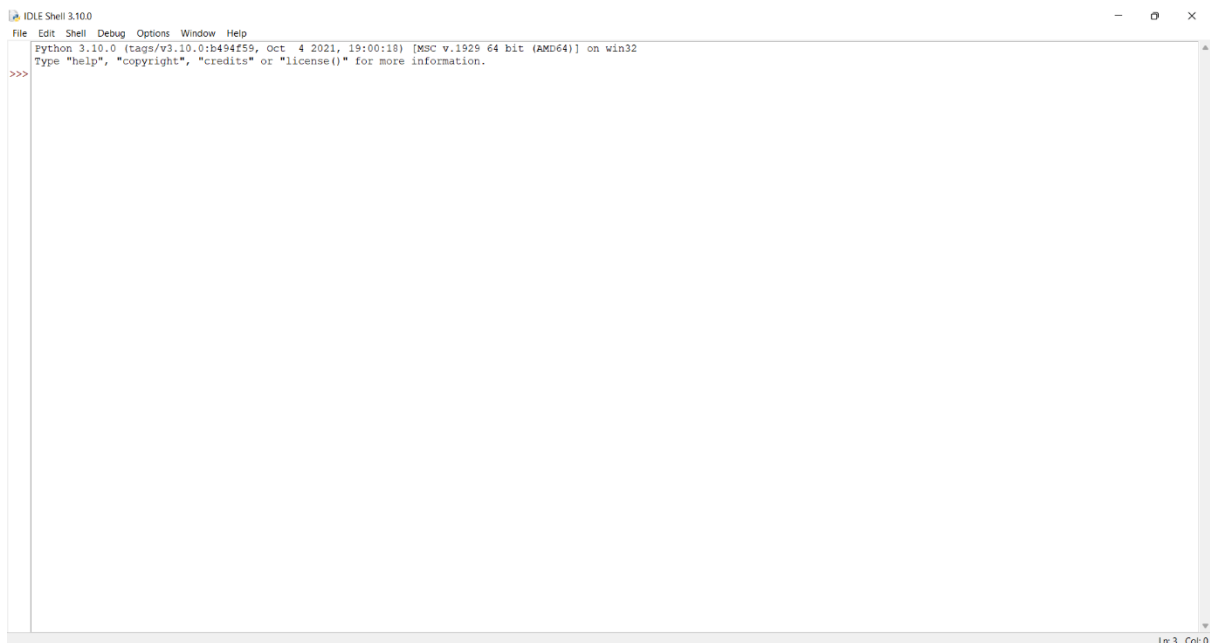 IDLE Shell 3.10.0
File Edit Shell Debug Options Window Help
Python 3.10.0 (tags/v3.10.0:b494f59, Oct  4 2021, 19:00:18) [MSC v.1929 64 bit (AMD64)] on win32
Type "help", "copyright", "credits" or "license()" for more information.
>>>
Ln: 3 Col: 0